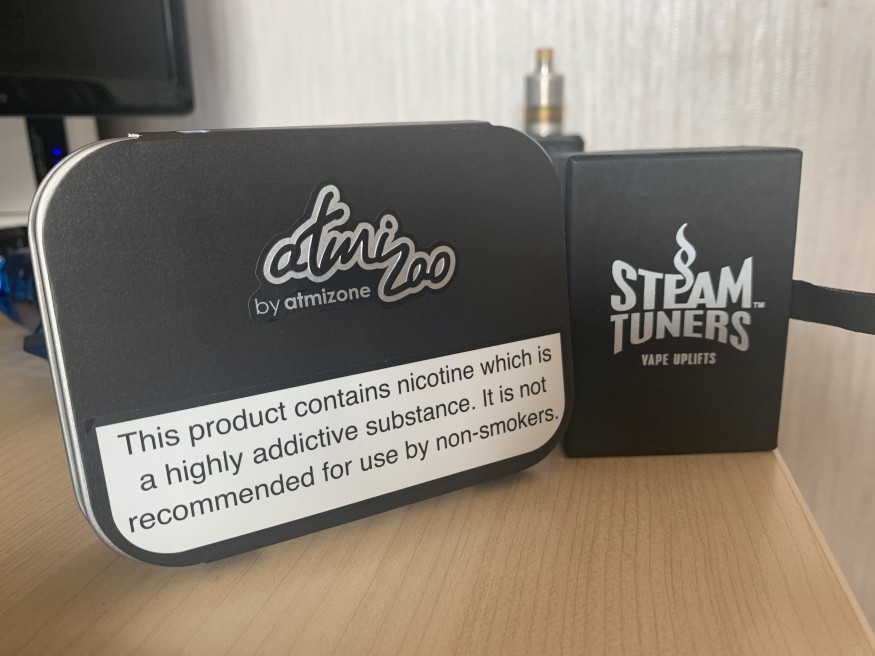 atmizoo
by atmizone
This product contains nicotine which is
a highly addictive substance. It is not
recommended for use by non-smokers.
STEAM
TUNERS™
VAPE UPLIFTS